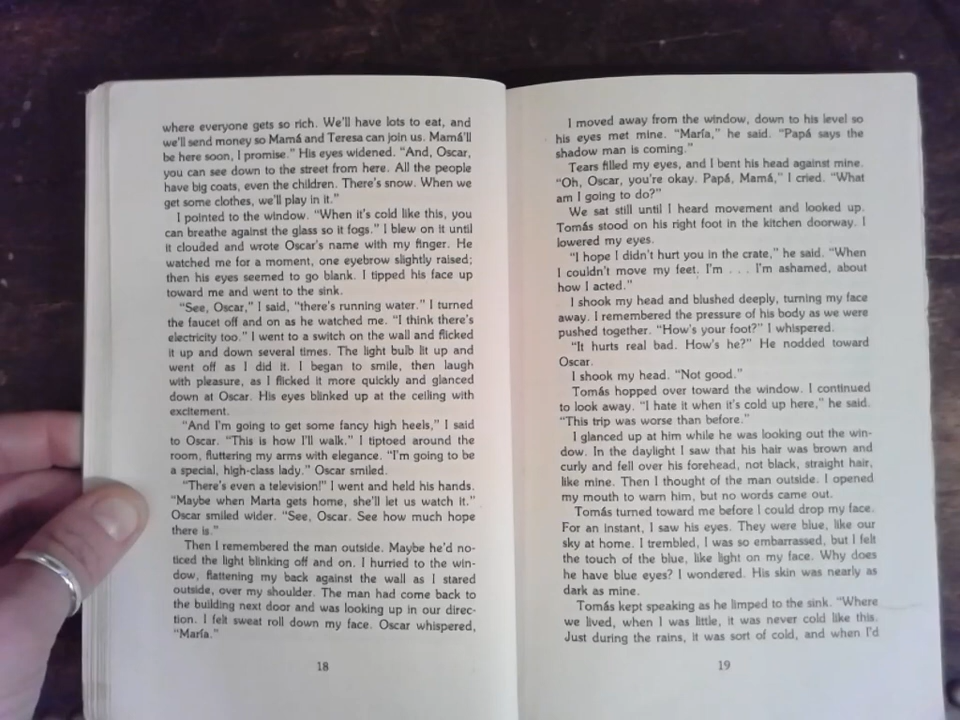 where everyone gets so rich. We'll have lots to eat, and
we'll send money so Mamá and Teresa can join us. Mamá'll
be here soon, I promise." His eyes widened. "And, Oscar,
you can see down to the street from here. All the people
have big coats, even the children. There's snow. When we
get some clothes, we'll play in it."
I pointed to the window. "When it's cold like this, you
can breathe against the glass so it fogs." I blew on it until
it clouded and wrote Oscar's name with my finger. He
watched me for a moment, one eyebrow slightly raised;
then his eyes seemed to go blank. I tipped his face up
toward me and went to the sink.
"See, Oscar," I said, "there's running water." I turned
the faucet off and on as he watched me. "I think there's
electricity too." I went to a switch on the wall and flicked
it up and down several times. The light bulb lit up and
went off as I did it. I began to smile, then laugh
with pleasure, as I flicked it more quickly and glanced
down at Oscar. His eyes blinked up at the ceiling with
excitement.
"And I'm going to get some fancy high heels," I said
to Oscar. "This is how I'll walk." I tiptoed around the
room, fluttering my arms with elegance. "I'm going to be
a special, high-class lady." Oscar smiled.
"There's even a television!" I went and held his hands.
"Maybe when Marta gets home, she'll let us watch it."
Oscar smiled wider. "See, Oscar. See how much hope
there is."
Then I remembered the man outside. Maybe he'd no-
ticed the light blinking off and on. I hurried to the win-
dow, flattening my back against the wall as I stared
outside, over my shoulder. The man had come back to
the building next door and was looking up in our direc-
tion. I felt sweat roll down my face. Oscar whispered,
"María."
18
I moved away from the window, down to his level so
his eyes met mine. "María," he said. "Papá says the
shadow man is coming."
Tears filled my eyes, and I bent his head against mine.
"Oh, Oscar, you're okay. Papá, Mamá," I cried. "What
am I going to do?"
We sat still until I heard movement and looked up.
Tomás stood on his right foot in the kitchen doorway. I
lowered my eyes.
"I hope I didn't hurt you in the crate," he said. "When
I couldn't move my feet. I'm . . . I'm ashamed, about
how I acted."
I shook my head and blushed deeply, turning my face
away. I remembered the pressure of his body as we were
pushed together. "How's your foot?" I whispered.
"It hurts real bad. How's he?" He nodded toward
Oscar.
I shook my head. "Not good."
Tomás hopped over toward the window. I continued
to look away. "I hate it when it's cold up here," he said.
"This trip was worse than before."
I glanced up at him while he was looking out the win-
dow. In the daylight I saw that his hair was brown and
curly and fell over his forehead, not black, straight hair,
like mine. Then I thought of the man outside. I opened
my mouth to warn him, but no words came out.
Tomás turned toward me before I could drop my face.
For an instant, I saw his eyes. They were blue, like our
sky at home. I trembled, I was so embarrassed, but I felt
the touch of the blue, like light on my face. Why does
he have blue eyes? I wondered. His skin was nearly as
dark as mine.
Tomás kept speaking as he limped to the sink. "Where
we lived, when I was little, it was never cold like this.
Just during the rains, it was sort of cold, and when I'd
19